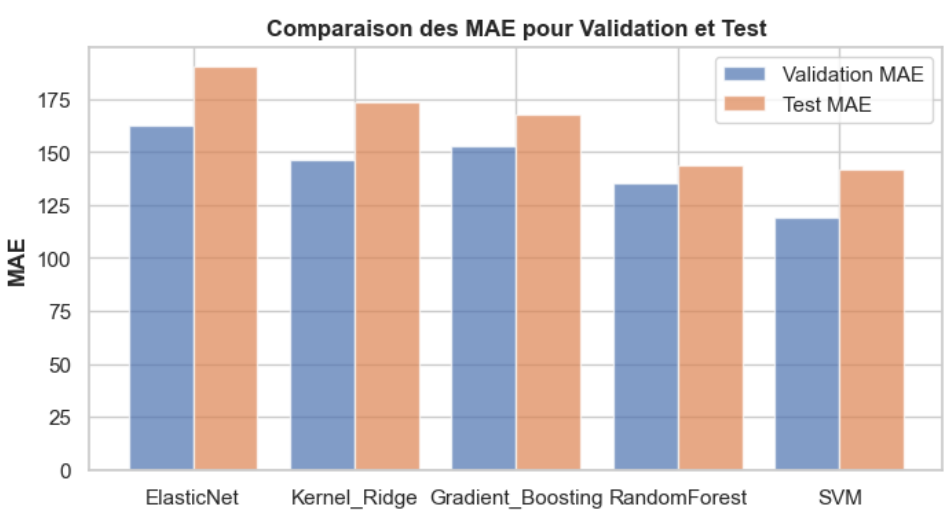 Comparaison des MAE pour Validation et Test
Validation MAE
Test MAE
175
150
125
100
75
50
25
0
MAE
ElasticNet Kernel_Ridge Gradient_Boosting RandomForest SVM